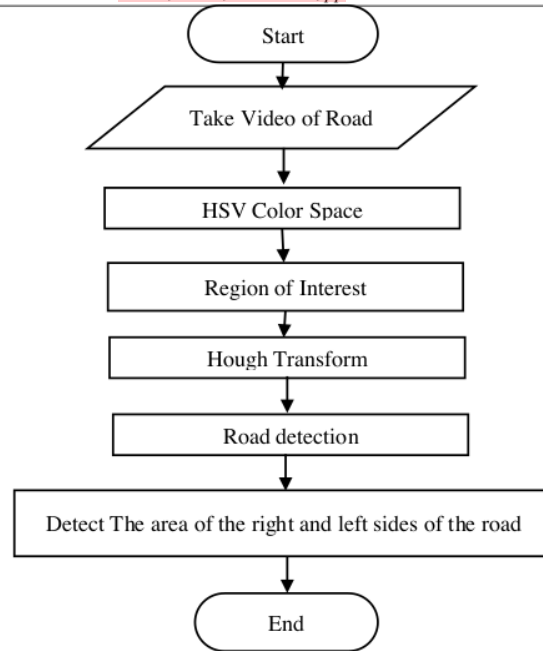 Start
Take Video of Road
HSV Color Space
Region of Interest
Hough Transform
Road detection
Detect The area of the right and left sides of the road
End